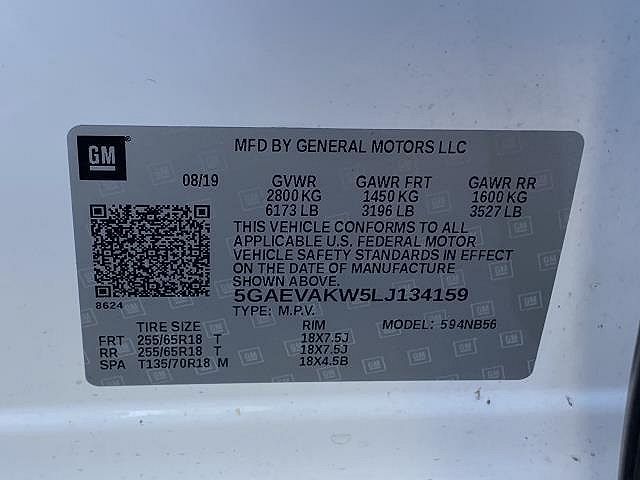 GM
MFD BY GENERAL MOTORS LLC
08/19 GVWR GAWR FRT GAWR RR
2800 KG 1450 KG 1600 KG
6173 LB 3196 LB 3527 LB
THIS VEHICLE CONFORMS TO ALL
APPLICABLE U.S. FEDERAL MOTOR
VEHICLE SAFETY STANDARDS IN EFFECT
ON THE DATE OF MANUFACTURE
SHOWN ABOVE.
5GAEVAKW5LJ134159
8624
TYPE: M.P.V.
TIRE SIZE RIM MODEL: 594NB56
FRT 255/65R18 T 18X7.5J
RR 255/65R18 T 18X7.5J
SPA T135/70R18 M 18X4.5B